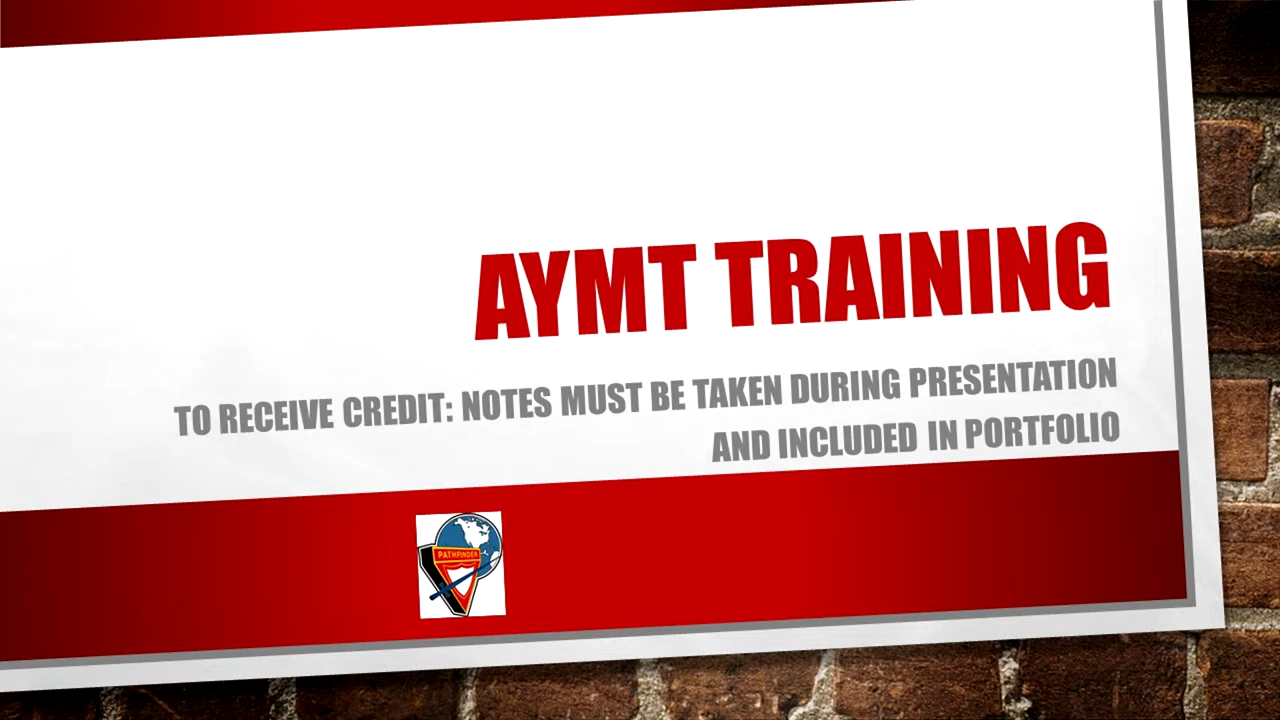 AYMT TRAINING
TO RECEIVE CREDIT: NOTES MUST BE TAKEN DURING PRESENTATION
AND INCLUDED IN PORTFOLIO
PATHFINDER